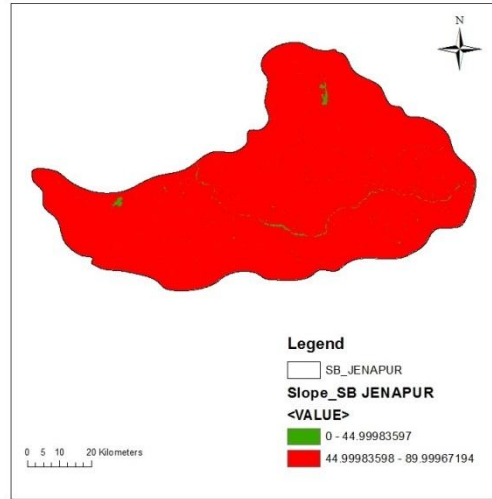 N
Legend
SB_JENAPUR
Slope_SB JENAPUR
<VALUE>
0 - 44.99983597
44.99983598 - 89.99967194
0 5 10 20 Kilometers